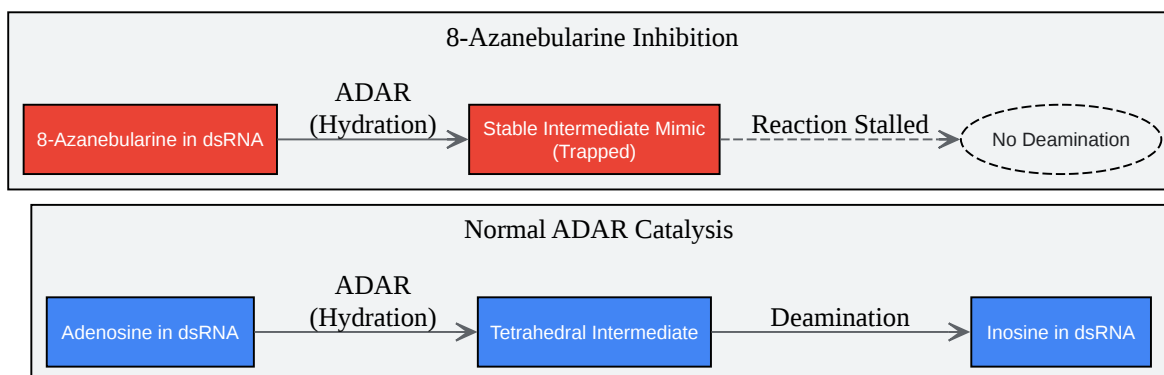 8-Azanebularine Inhibition
8-Azanebularine in dsRNA
ADAR
(Hydration)
Stable Intermediate Mimic
(Trapped)
Reaction Stalled
No Deamination
Normal ADAR Catalysis
Adenosine in dsRNA
ADAR
(Hydration)
Tetrahedral Intermediate
Deamination
Inosine in dsRNA